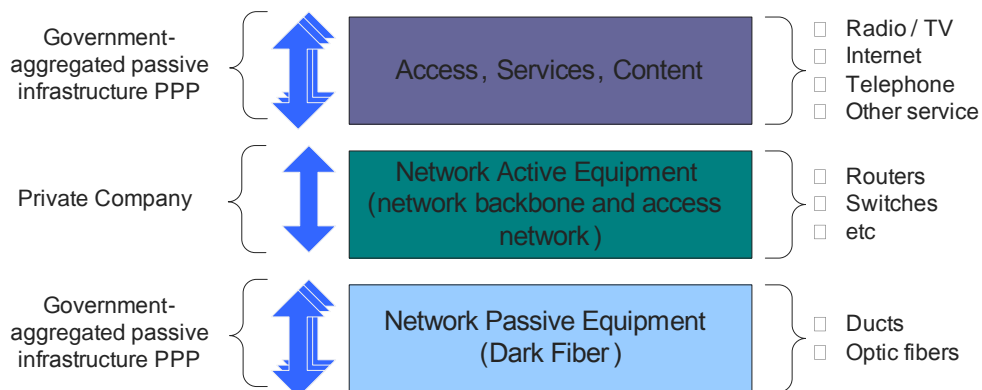 Government-
aggregated passive
infrastructure PPP
Access, Services, Content
Radio / TV
Internet
Telephone
Other service
Private Company
Network Active Equipment
(network backbone and access
network)
Routers
Switches
etc
Government-
aggregated passive
infrastructure PPP
Network Passive Equipment
(Dark Fiber)
Ducts
Optic fibers